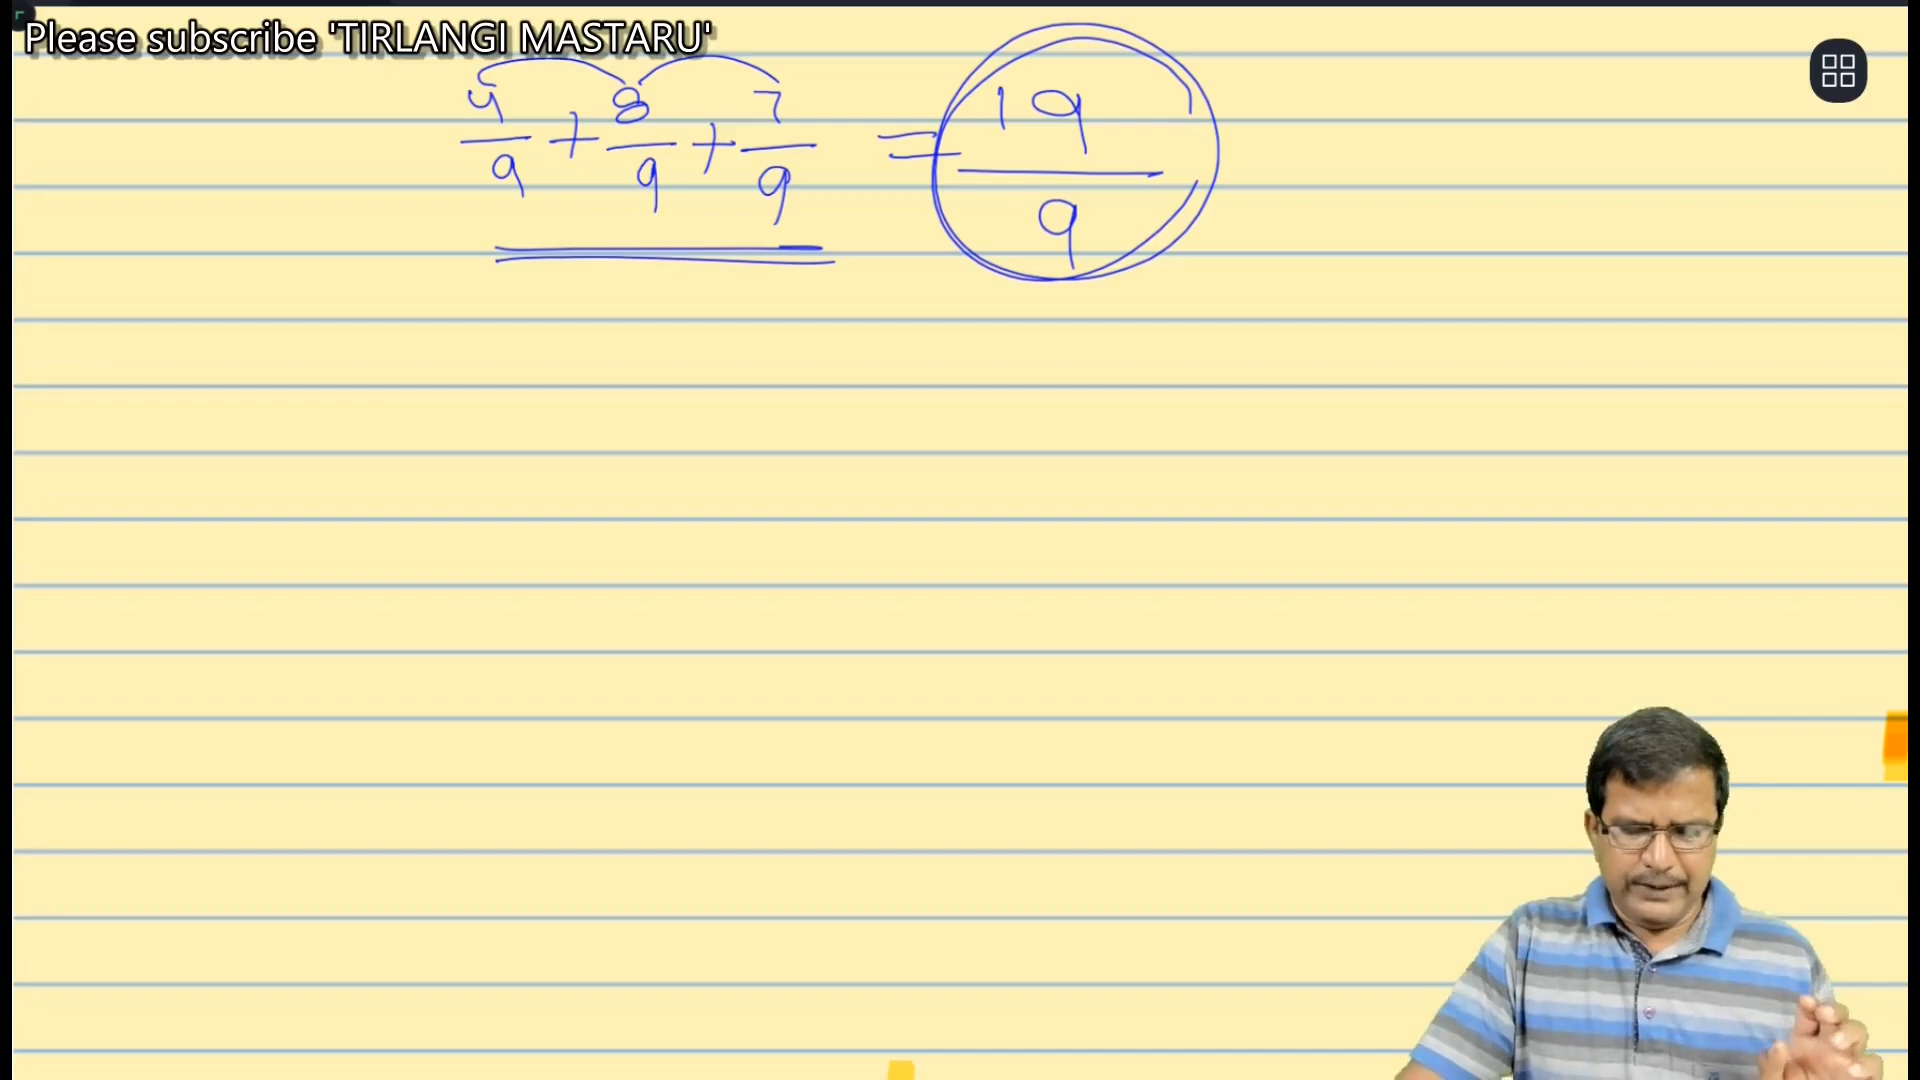 Please subscribe 'TIRLANGI MASTARU'
4/9 + 8/9 + 7/9 = 19/9